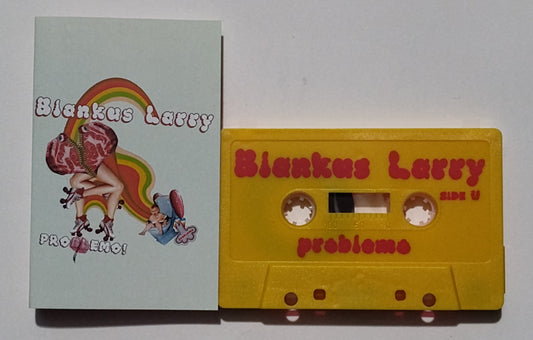 Blankus Larry
PROBLEMO!
Blankus Larry
SIDE U
problemo